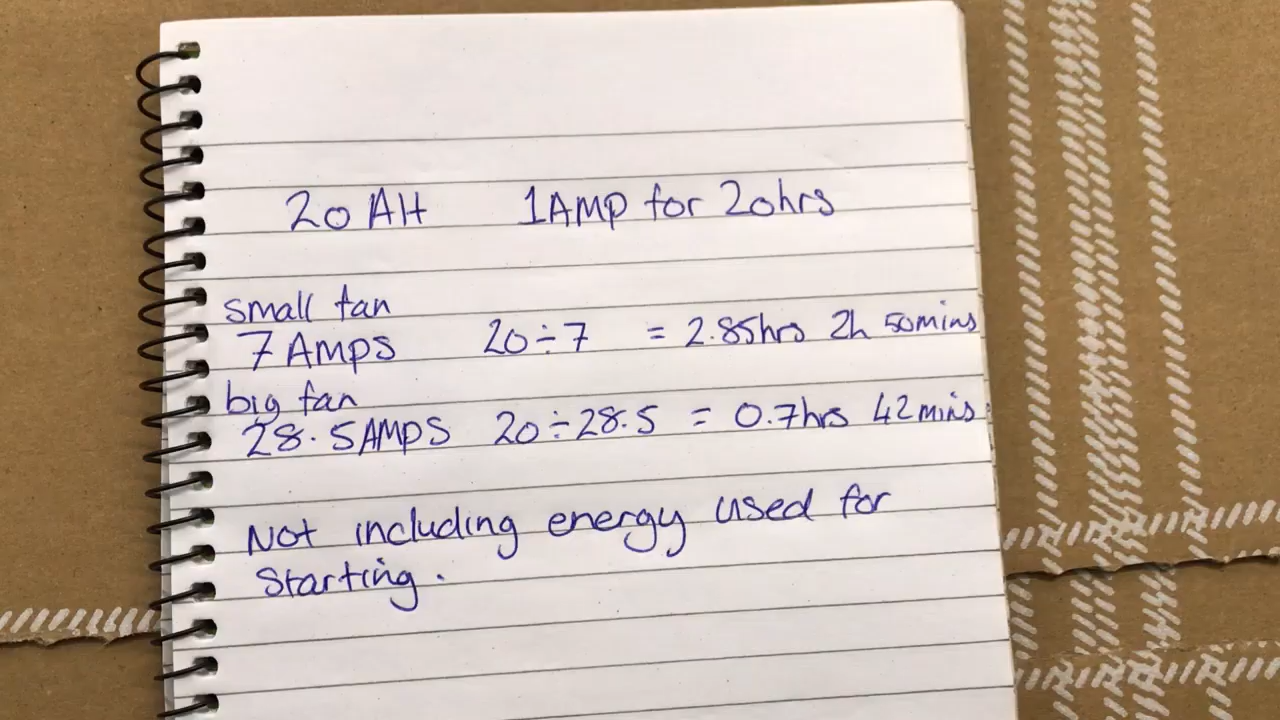 20 AH 1AMP for 20hrs
small fan
7 AMPS 20÷7 = 2.85hrs 2h 50mins
big fan
28.5AMPS 20÷28.5 = 0.7hrs 42mins
Not including energy used for
Starting.